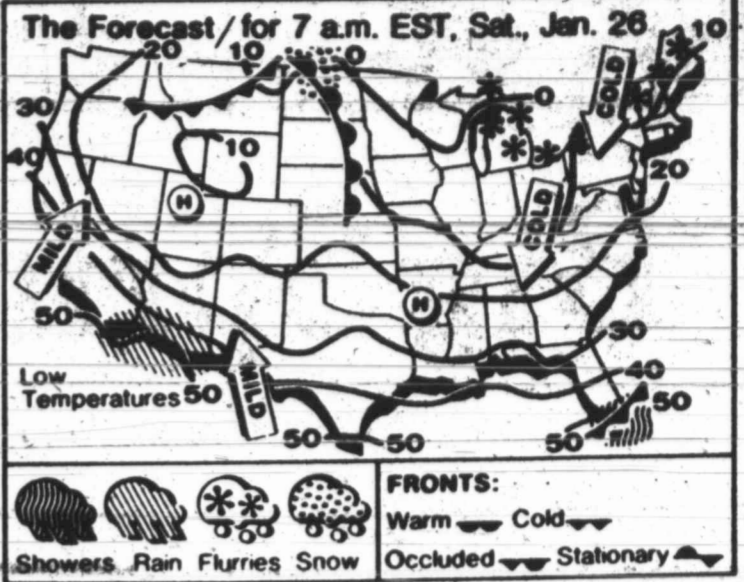 The Forecast/for 7 a.m. EST, Sat., Jan. 26
20 10 0 10
30
COLD
0
40
10
20
H
COLD
MILD
H
50
30
Low
Temperatures
40
50
MILD
50
50 50 50
FRONTS:
Warm Cold
Showers Rain Flurries Snow
Occluded Stationary